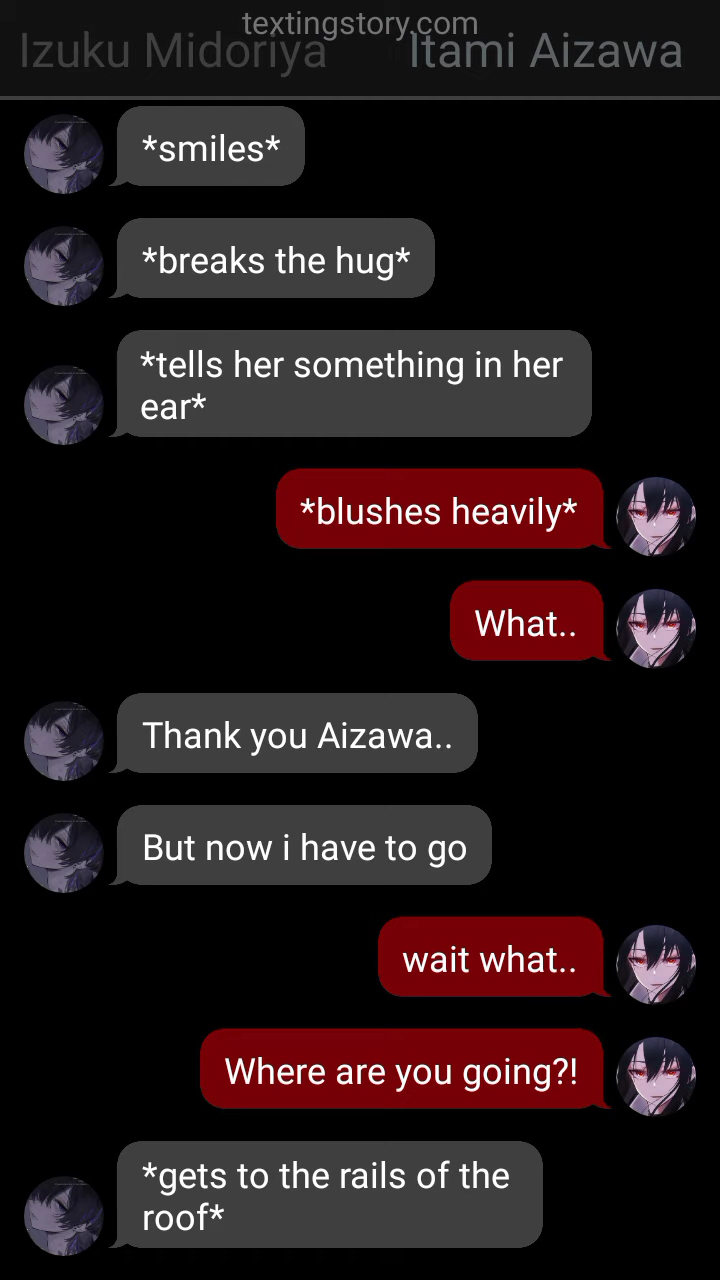 textingstory.com
Izuku Midoriya
Itami Aizawa
*smiles*
*breaks the hug*
*tells her something in her
ear*
*blushes heavily*
What..
Thank you Aizawa..
But now i have to go
wait what..
Where are you going?!
*gets to the rails of the
roof*